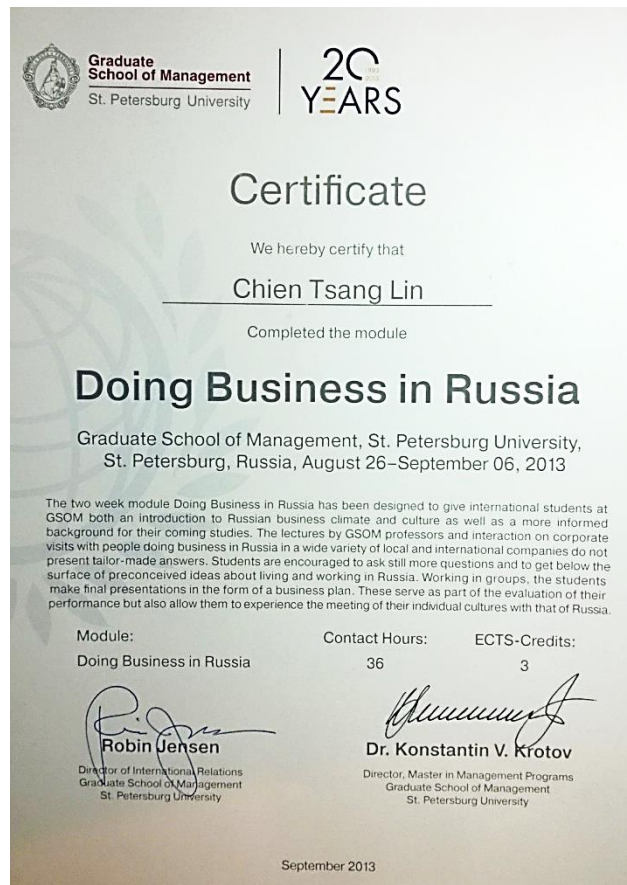 Graduate
School of Management
St. Petersburg University
20
1993
2013
YEARS
Certificate
We hereby certify that
Chien Tsang Lin
Completed the module
Doing Business in Russia
Graduate School of Management, St. Petersburg University,
St. Petersburg, Russia, August 26–September 06, 2013
The two week module Doing Business in Russia has been designed to give international students at
GSOM both an introduction to Russian business climate and culture as well as a more informed
background for their coming studies. The lectures by GSOM professors and interaction on corporate
visits with people doing business in Russia in a wide variety of local and international companies do not
present tailor-made answers. Students are encouraged to ask still more questions and to get below the
surface of preconceived ideas about living and working in Russia. Working in groups, the students
make final presentations in the form of a business plan. These serve as part of the evaluation of their
performance but also allow them to experience the meeting of their individual cultures with that of Russia.
Module: Contact Hours: ECTS-Credits:
Doing Business in Russia 36 3
Robin Jensen
Director of International Relations
Graduate School of Management
St. Petersburg University
Dr. Konstantin V. Krotov
Director, Master in Management Programs
Graduate School of Management
St. Petersburg University
September 2013